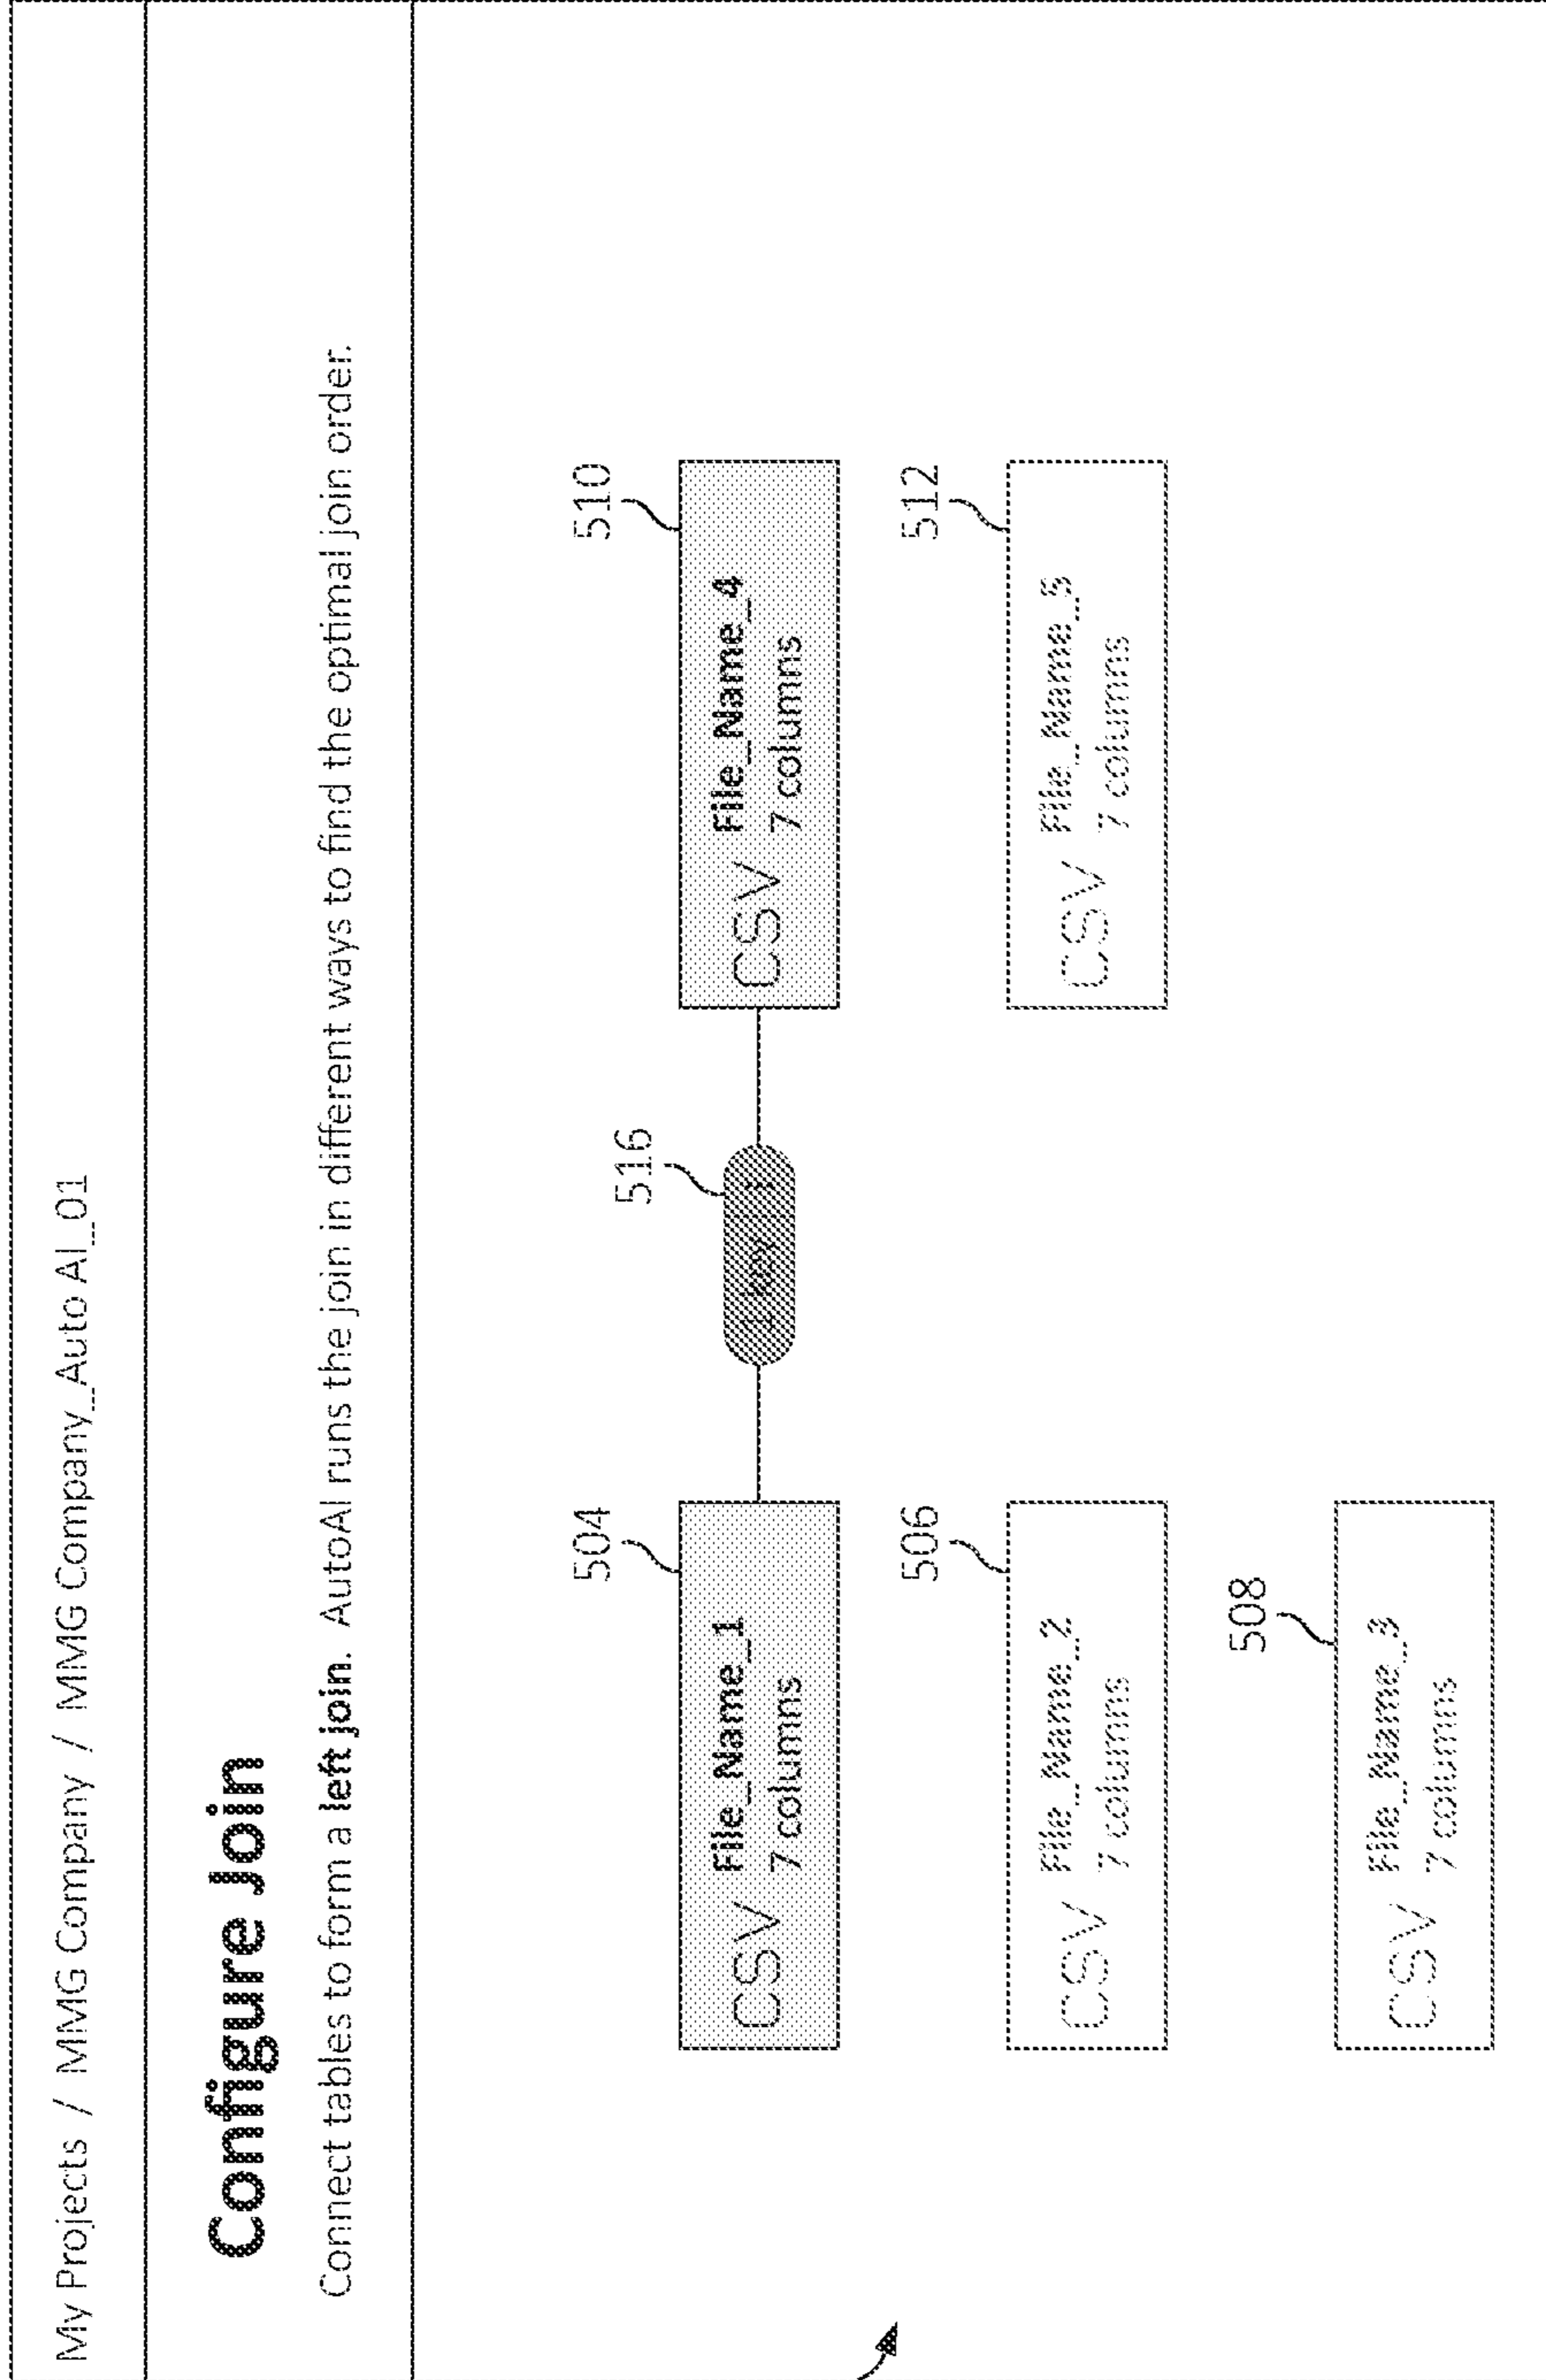 My Projects / MMG Company / MMG Company_Auto AI_01
Configure Join
Connect tables to form a left join. AutoAI runs the join in different ways to find the optimal join order.
504
CSV File_Name_1
7 columns
516
510
CSV File_Name_4
7 columns
506
CSV File_Name_2
7 columns
512
CSV File_Name_5
7 columns
508
CSV File_Name_3
7 columns